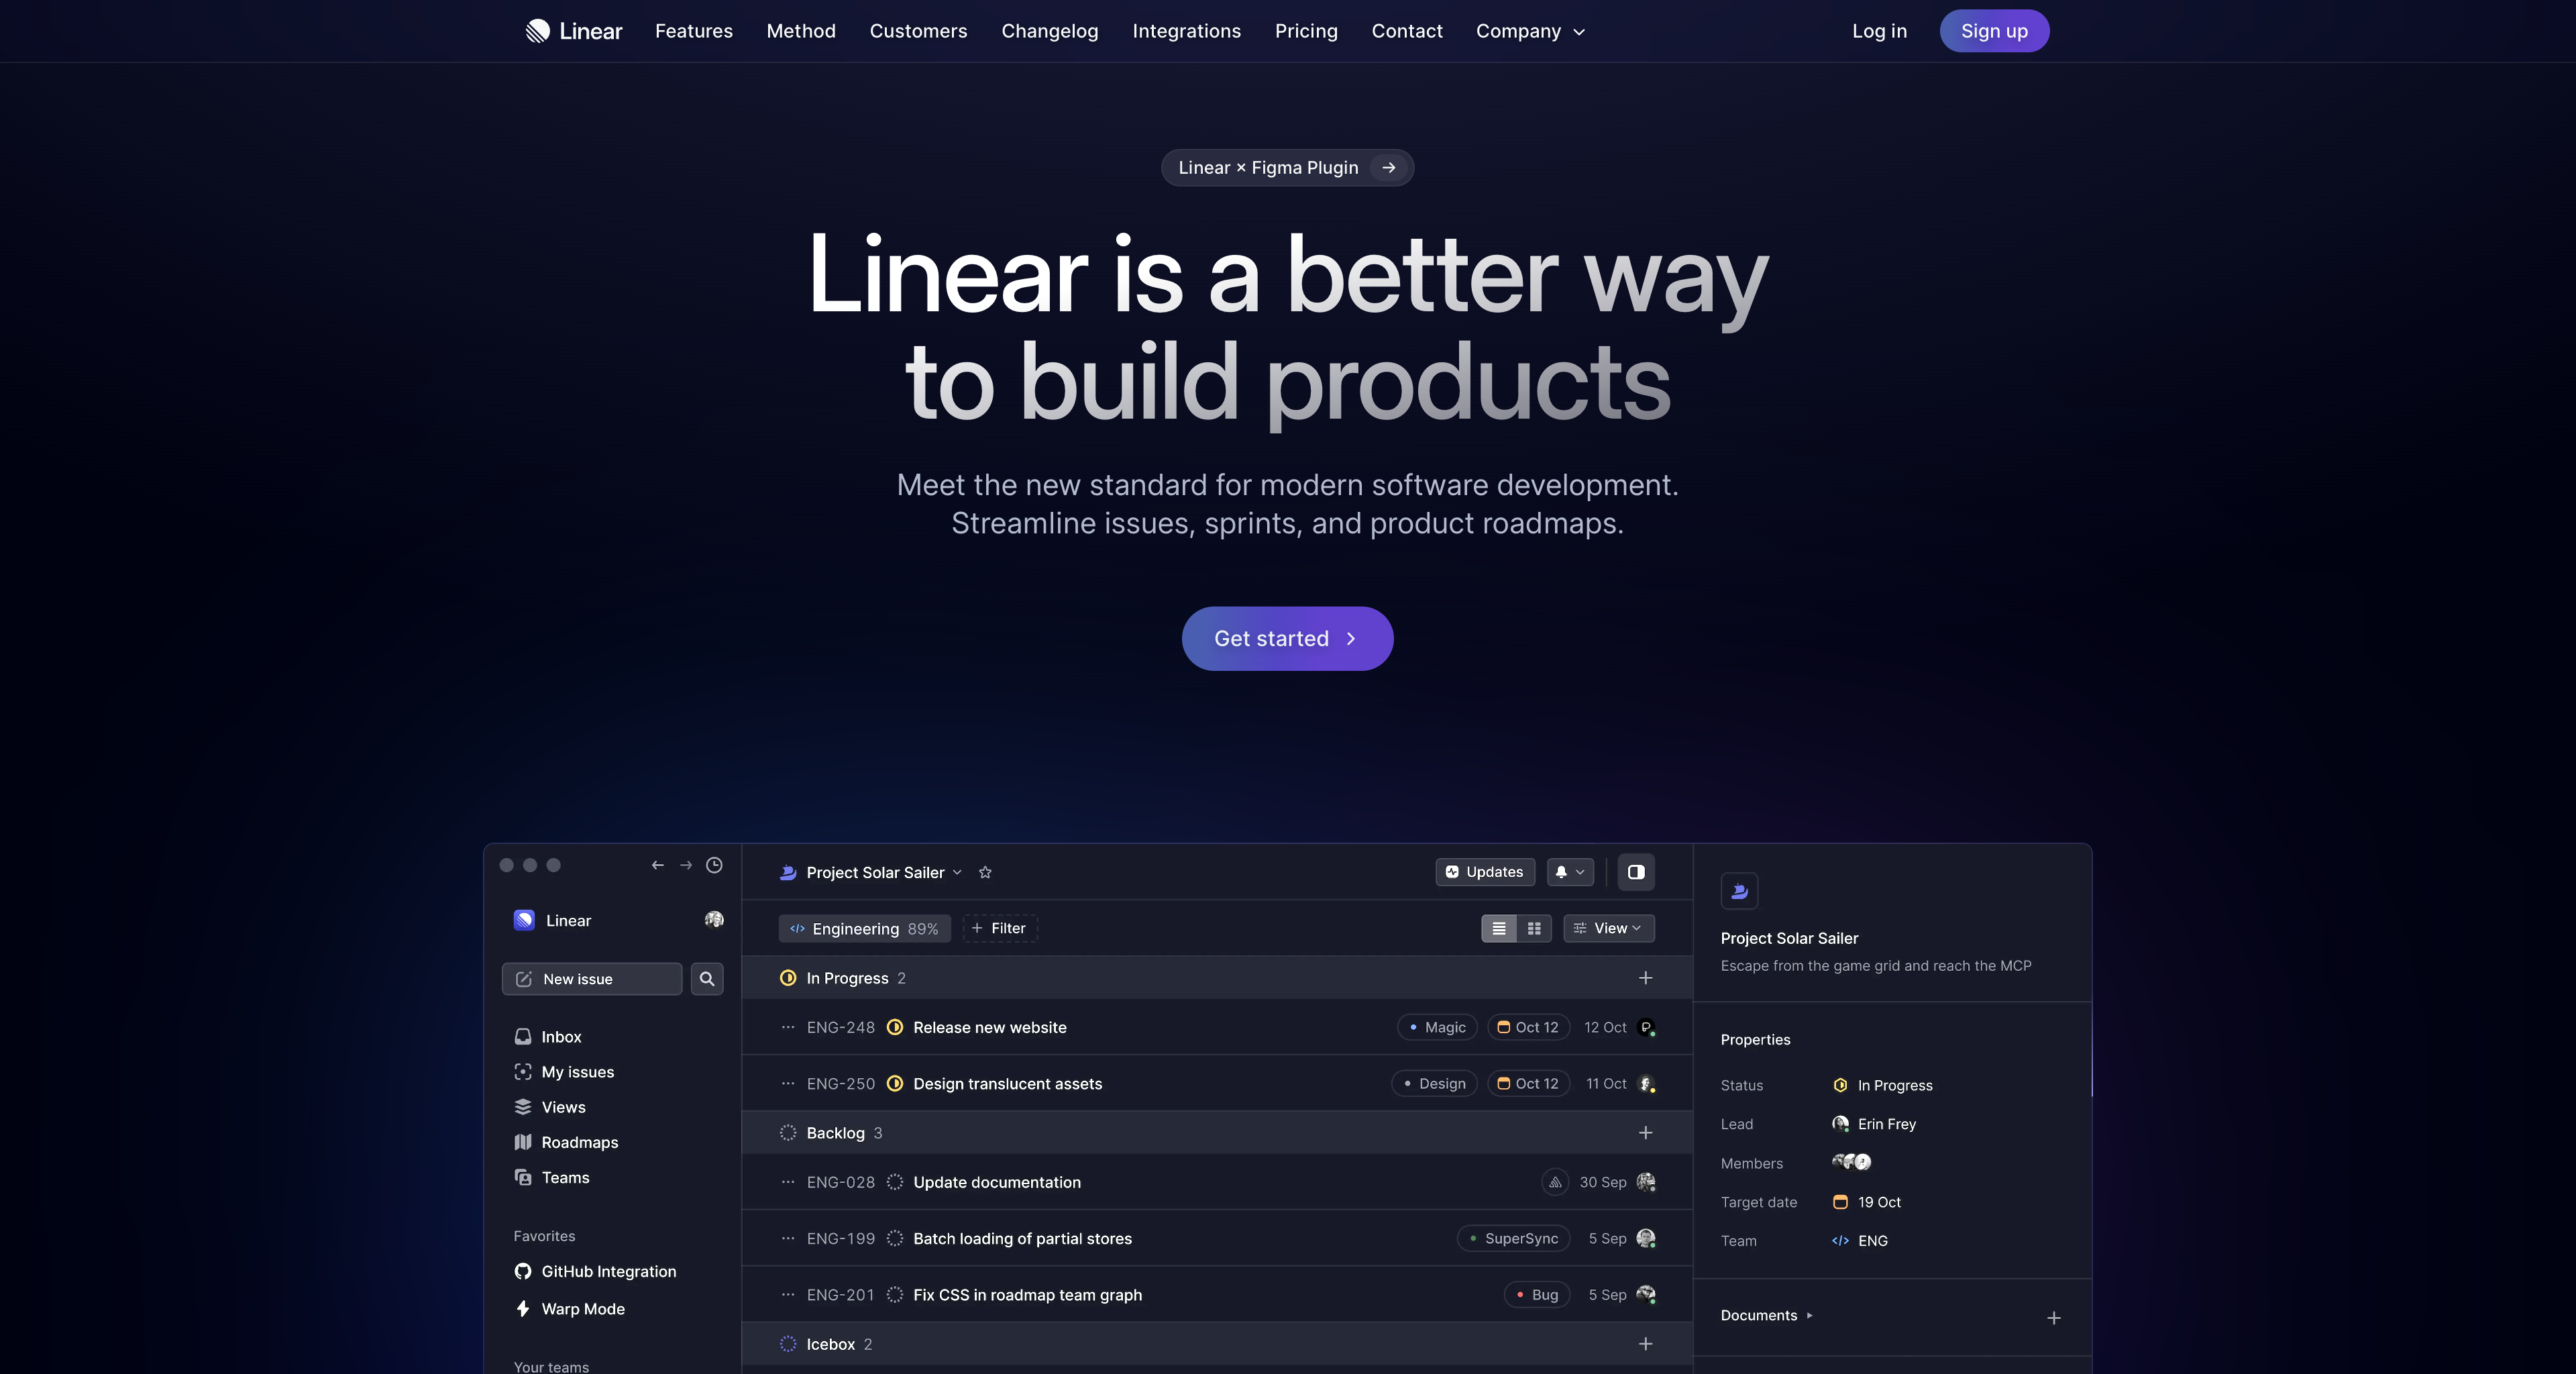 Linear Features Method Customers Changelog Integrations Pricing Contact Company Log in Sign up
Linear × Figma Plugin →
Linear is a better way
to build products
Meet the new standard for modern software development.
Streamline issues, sprints, and product roadmaps.
Get started
Linear
New issue
Inbox
My issues
Views
Roadmaps
Teams
Favorites
GitHub Integration
Warp Mode
Your teams
Project Solar Sailer Updates
Engineering 89% + Filter View
In Progress 2
ENG-248 Release new website Magic Oct 12 12 Oct
ENG-250 Design translucent assets Design Oct 12 11 Oct
Backlog 3
ENG-028 Update documentation 30 Sep
ENG-199 Batch loading of partial stores SuperSync 5 Sep
ENG-201 Fix CSS in roadmap team graph Bug 5 Sep
Icebox 2
Project Solar Sailer
Escape from the game grid and reach the MCP
Properties
Status In Progress
Lead Erin Frey
Members
Target date 19 Oct
Team ENG
Documents